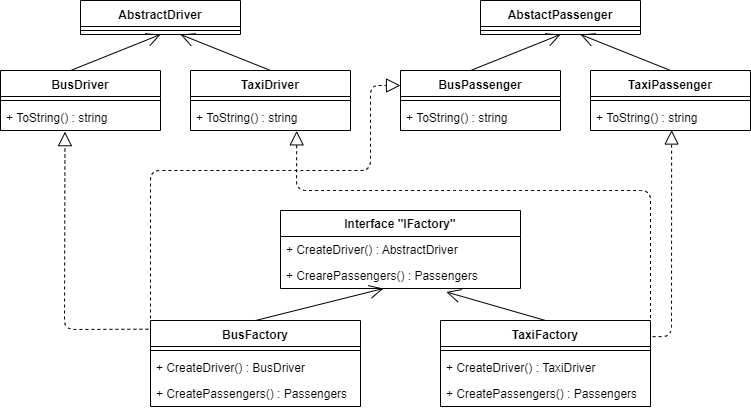 AbstractDriver
AbstactPassenger
BusDriver
+ ToString() : string
TaxiDriver
+ ToString() : string
BusPassenger
+ ToString() : string
TaxiPassenger
+ ToString() : string
Interface "IFactory"
+ CreateDriver() : AbstractDriver
+ CrearePassengers() : Passengers
BusFactory
+ CreateDriver() : BusDriver
+ CreatePassengers() : Passengers
TaxiFactory
+ CreateDriver() : TaxiDriver
+ CreatePassengers() : Passengers